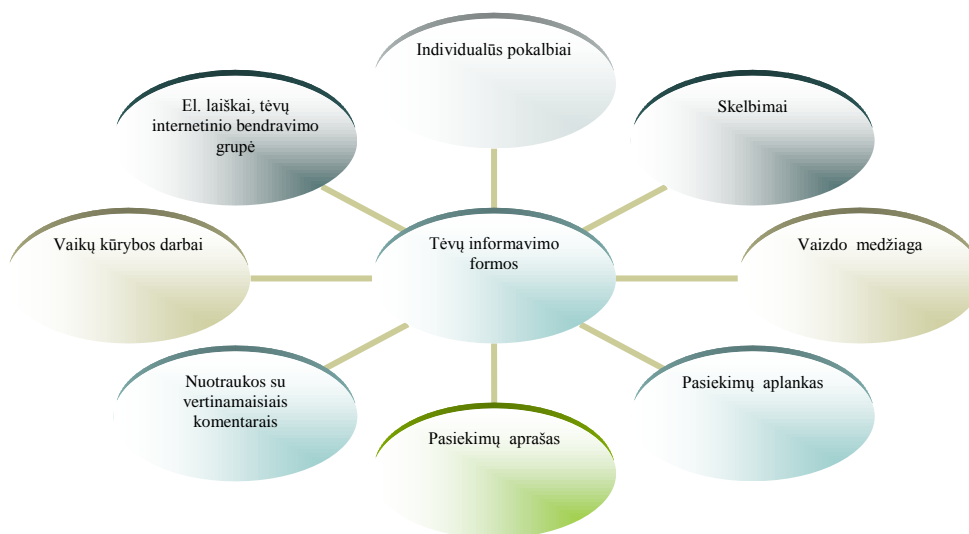 Individualūs pokalbiai
El. laiškai, tėvų
internetinio bendravimo
grupė
Skelbimai
Vaikų kūrybos darbai
Tėvų informavimo
formos
Vaizdo medžiaga
Nuotraukos su
vertinamaisiais
komentarais
Pasiekimų aplankas
Pasiekimų aprašas